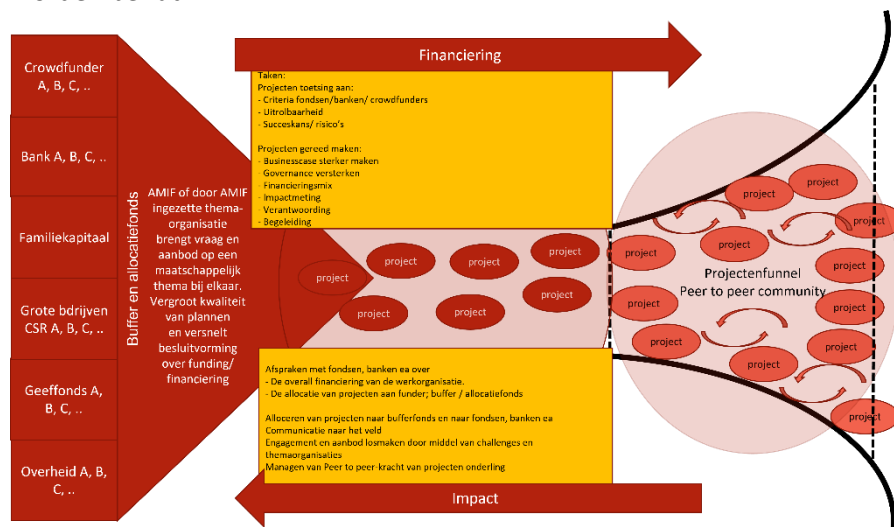 Financiering
Crowdfunder
A, B, C, ..
Bank A, B, C, ..
Familiekapitaal
Grote bdrijven
CSR A, B, C, ..
Geeffonds A,
B, C, ..
Overheid A, B,
C, ..
Buffer en allocatiefonds
AMIF of door AMIF
ingezette thema-
organisatie
brengt vraag en
aanbod op een
maatschappelijk
thema bij elkaar.
Vergroot kwaliteit
van plannen
en versnelt
besluitvorming
over funding/
financiering
Taken:
Projecten toetsing aan:
- Criteria fondsen/banken/ crowdfunders
- Uitrolbaarheid
- Succeskans/ risico's
Projecten gereed maken:
- Businesscase sterker maken
- Governance versterken
- Financieringsmix
- Impactmeting
- Verantwoording
- Begeleiding
project
project
project
project
project
project
project
Afspraken met fondsen, banken ea over
- De overall financiering van de werkorganisatie.
- De allocatie van projecten aan funder; buffer / allocatiefonds
Alloceren van projecten naar bufferfonds en naar fondsen, banken ea
Communicatie naar het veld
Engagement en aanbod losmaken door middel van challenges en
themaorganisaties
Managen van Peer to peer-kracht van projecten onderling
project
project
project
project
project
project
project
Projectenfunnel
Peer to peer community
project
project
project
project
project
project
project
Impact